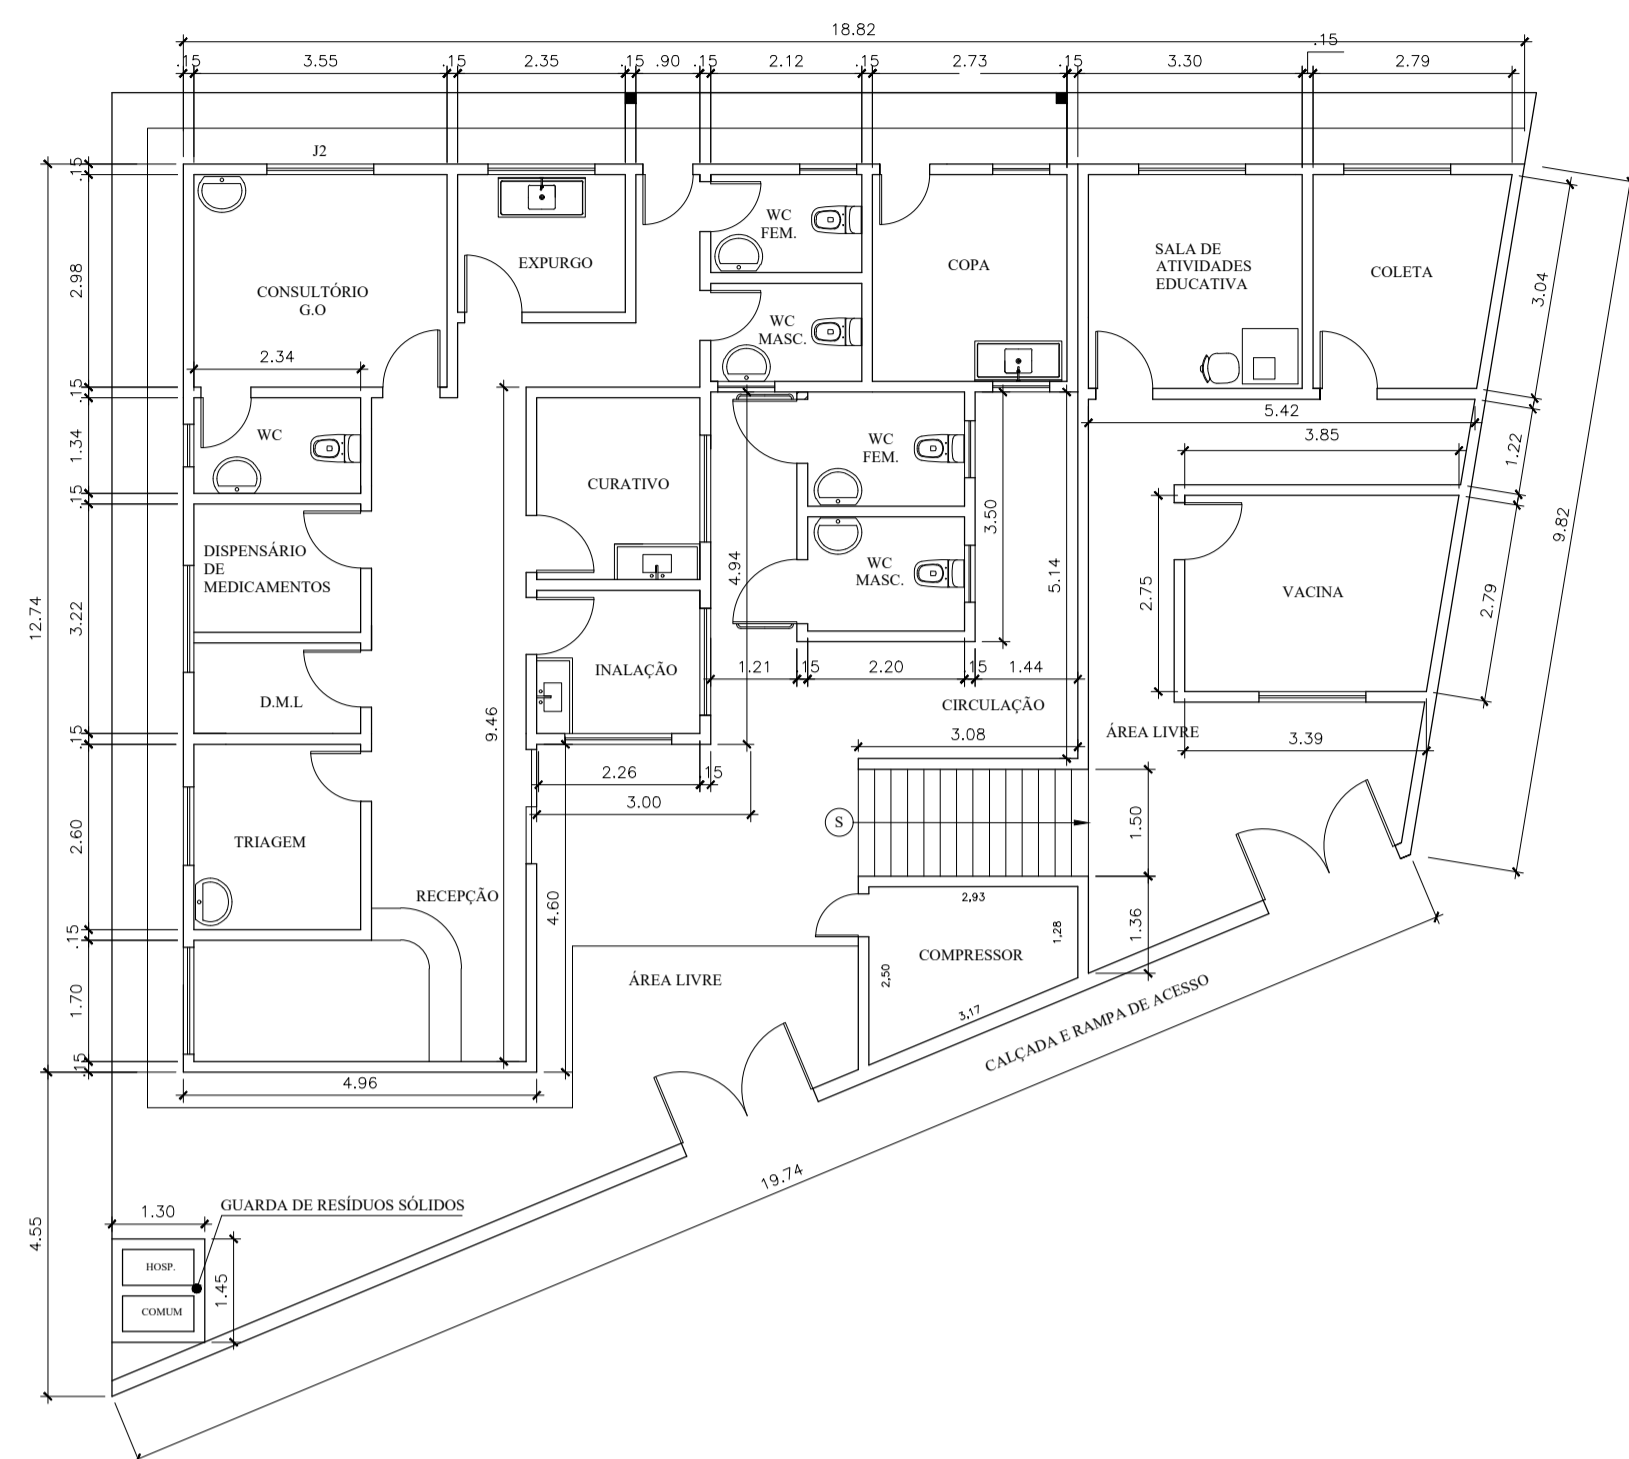 18.82
.15
.15
3.55
.15
2.35
.15
.90
.15
2.12
.15
2.73
.15
3.30
2.79
J2
.15
2.98
.15
1.34
.15
3.22
.15
2.60
.15
1.70
.15
12.74
4.55
CONSULTÓRIO
G.O
2.34
EXPURGO
WC
FEM.
WC
MASC.
COPA
SALA DE
ATIVIDADES
EDUCATIVA
COLETA
3.04
5.42
3.85
1.22
9.82
WC
CURATIVO
WC
FEM.
WC
MASC.
3.50
4.94
5.14
2.75
VACINA
2.79
DISPENSÁRIO
DE
MEDICAMENTOS
INALAÇÃO
1.21
.15
2.20
.15
1.44
D.M.L
9.46
CIRCULAÇÃO
ÁREA LIVRE
3.08
3.39
2.26
.15
3.00
TRIAGEM
S
1.50
RECEPÇÃO
4.60
2,93
1,28
1.36
COMPRESSOR
2,50
3,17
ÁREA LIVRE
CALÇADA E RAMPA DE ACESSO
4.96
19.74
GUARDA DE RESÍDUOS SÓLIDOS
1.30
HOSP.
COMUM
1.45